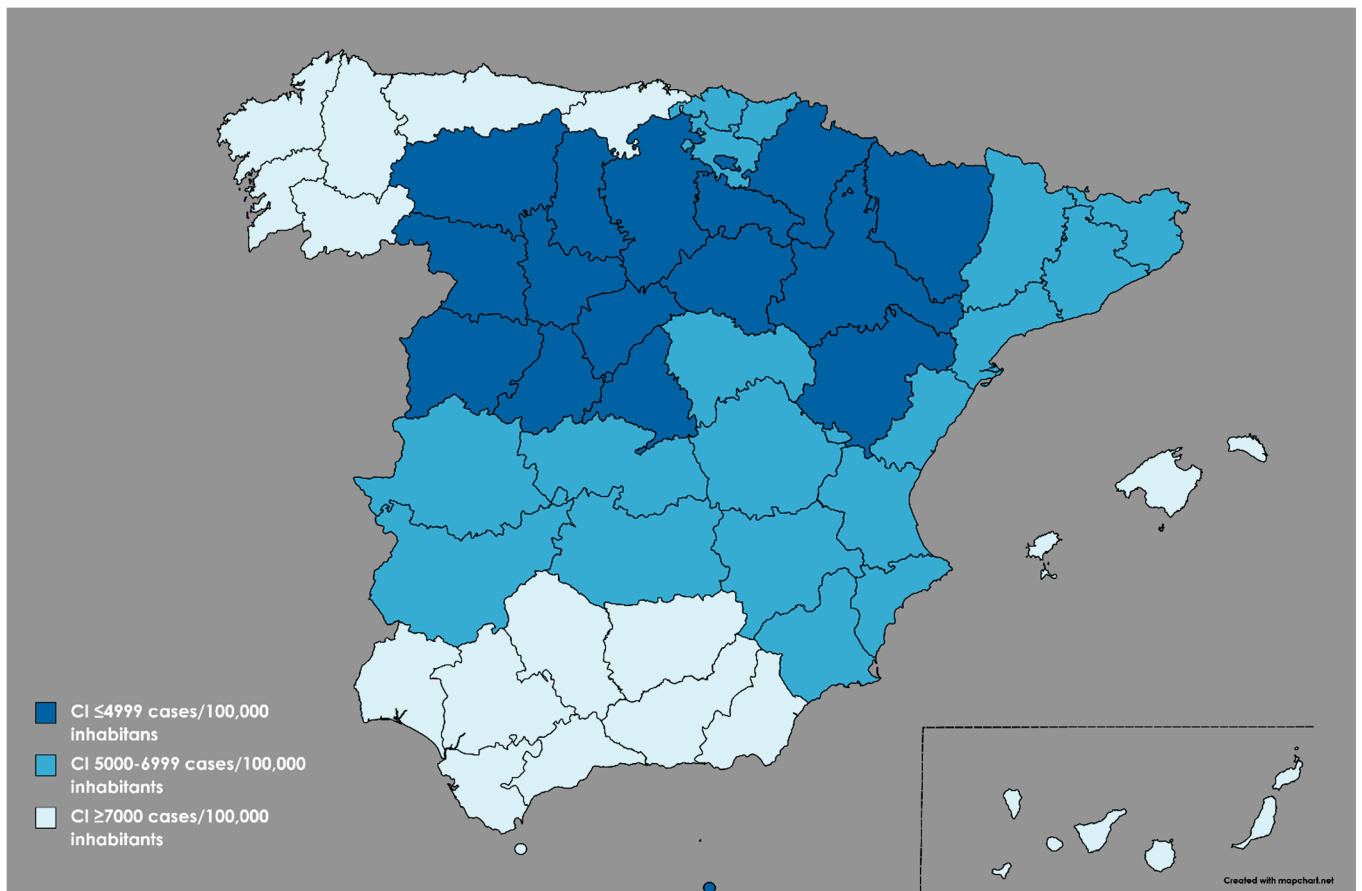 CI ≤4999 cases/100,000
inhabitans
CI 5000-6999 cases/100,000
inhabitants
CI ≥7000 cases/100,000
inhabitants
Created with mapchart.net